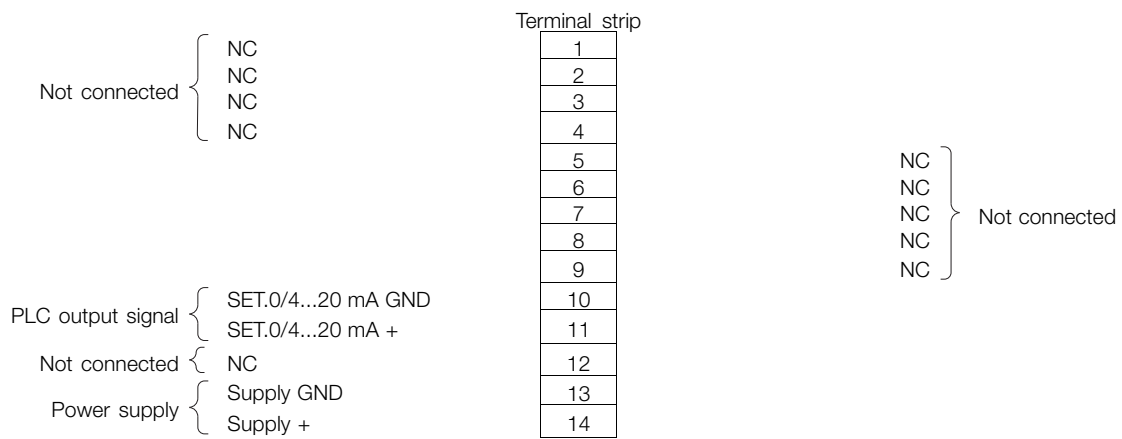 Terminal strip
NC 1
NC 2
Not connected
NC 3
NC 4
5 NC
6 NC
7 NC
Not connected
8 NC
9 NC
SET.0/4...20 mA GND 10
PLC output signal
SET.0/4...20 mA + 11
Not connected NC 12
Supply GND 13
Power supply
Supply + 14